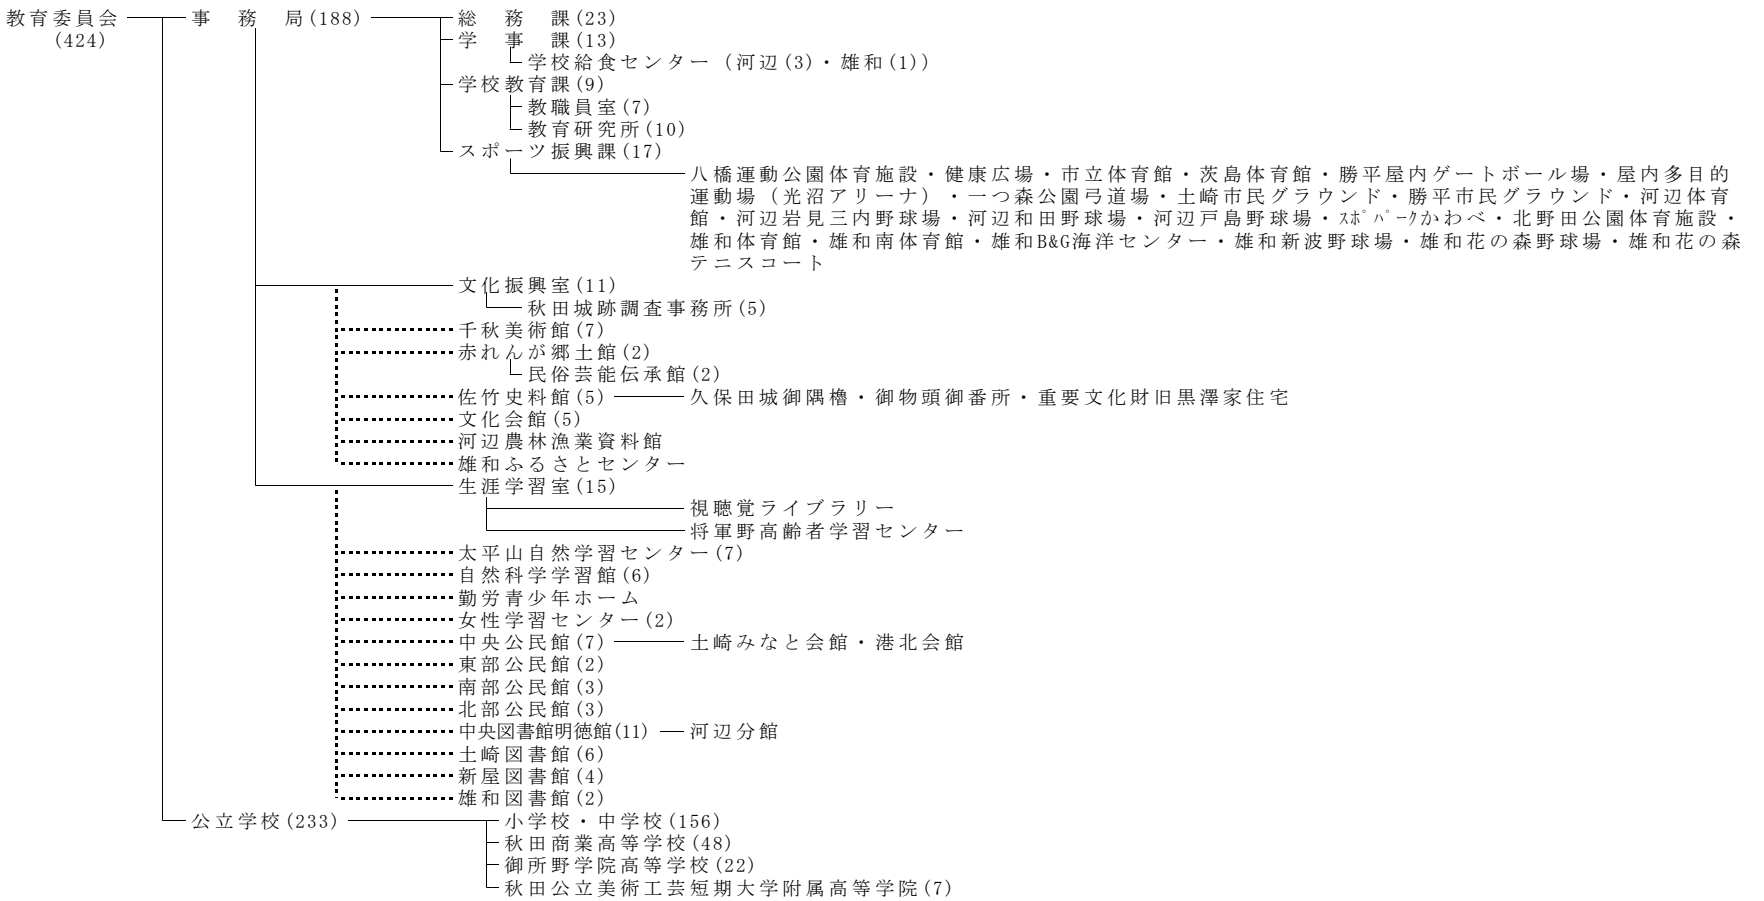 教育委員会 事務局(188) 総務課(23)
(424) 学事課(13)
学校給食センター（河辺(3)・雄和(1)）
学校教育課(9)
教職員室(7)
教育研究所(10)
スポーツ振興課(17)
八橋運動公園体育施設・健康広場・市立体育館・茨島体育館・勝平屋内ゲートボール場・屋内多目的
運動場（光沼アリーナ）・一つ森公園弓道場・土崎市民グラウンド・勝平市民グラウンド・河辺体育
館・河辺岩見三内野球場・河辺和田野球場・河辺戸島野球場・ｽﾎﾟﾊﾟｰｸかわべ・北野田公園体育施設・
雄和体育館・雄和南体育館・雄和B&G海洋センター・雄和新波野球場・雄和花の森野球場・雄和花の森
テニスコート
文化振興室(11)
秋田城跡調査事務所(5)
千秋美術館(7)
赤れんが郷土館(2)
民俗芸能伝承館(2)
佐竹史料館(5) 久保田城御隅櫓・御物頭御番所・重要文化財旧黒澤家住宅
文化会館(5)
河辺農林漁業資料館
雄和ふるさとセンター
生涯学習室(15)
視聴覚ライブラリー
将軍野高齢者学習センター
太平山自然学習センター(7)
自然科学学習館(6)
勤労青少年ホーム
女性学習センター(2)
中央公民館(7) 土崎みなと会館・港北会館
東部公民館(2)
南部公民館(3)
北部公民館(3)
中央図書館明徳館(11) 河辺分館
土崎図書館(6)
新屋図書館(4)
雄和図書館(2)
公立学校(233) 小学校・中学校(156)
秋田商業高等学校(48)
御所野学院高等学校(22)
秋田公立美術工芸短期大学附属高等学院(7)